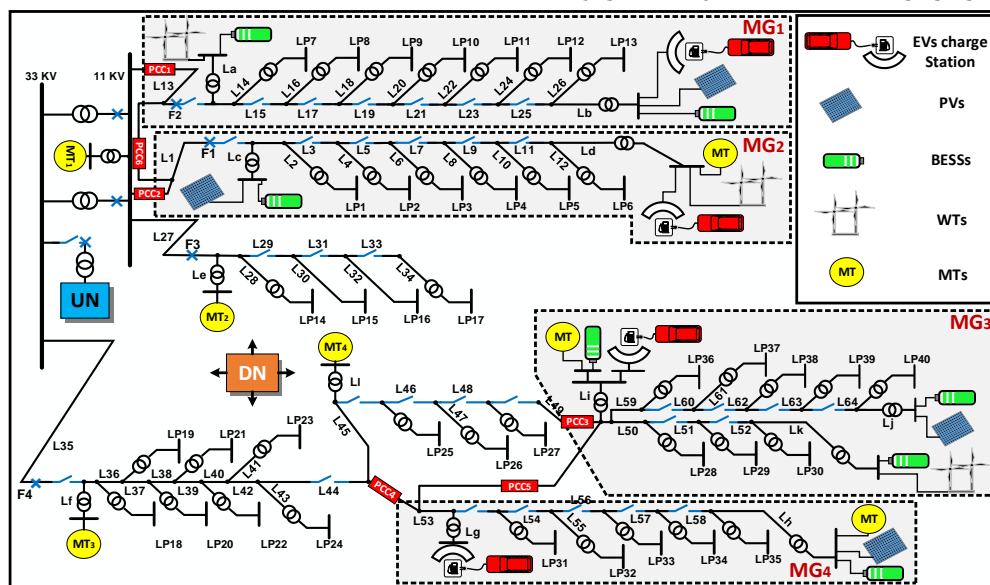 MG1
LP7 LP8 LP9 LP10 LP11 LP12 LP13
EVs charge
Station
33 KV 11 KV
PCC1
La
L13
L14 L16 L18 L20 L22 L24 L26
F2
L15 L17 L19 L21 L23 L25
Lb
PVs
MT1
PCC6
L1
F1
MG2
Lc
L3 L5 L7 L9 L11
Ld
MT
L2 L4 L6 L8 L10 L12
BESSs
PCC2
LP1 LP2 LP3 LP4 LP5 LP6
WTs
L27
F3
L29 L31 L33
Le
L28 L30 L32 L34
MT
MTs
UN
MT2
LP14 LP15 LP16 LP17
MG3
MT4
MT
DN
Ll
Li
LP36 LP37 LP38 LP39 LP40
L46 L48 L49
L59 L60 L61 L62 L63 L64
Lj
L45
L47
PCC3
L50 L51 L52 Lk
LP25 LP26 LP27
LP28 LP29 LP30
L35
LP19 LP21 LP23
L36 L38 L40 L41
L44
PCC4
PCC5
F4
Lf
L37 L39 L42 L43
L53
L54 L55 L56 L57 L58
Lg
Lh
MT
MT3
LP18 LP20 LP22 LP24
LP31 LP32 LP33 LP34 LP35
MG4